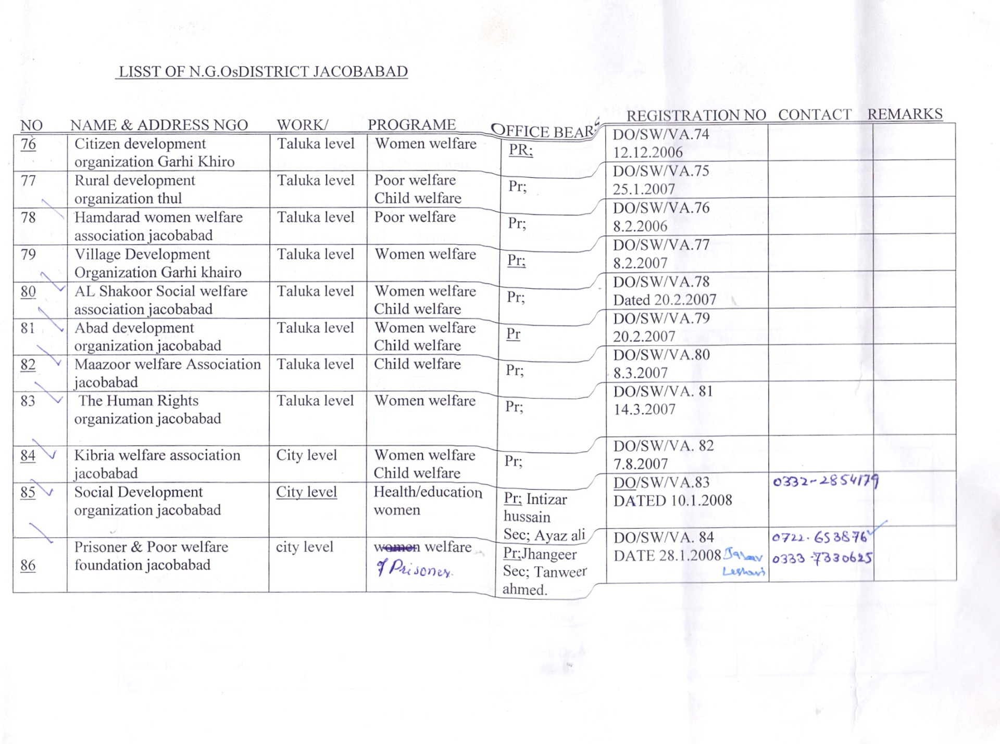 LISST OF N.G.OsDISTRICT JACOBABAD
NO NAME & ADDRESS NGO WORK/ PROGRAME OFFICE BEARS REGISTRATION NO CONTACT REMARKS
76 Citizen development Taluka level Women welfare PR; DO/SW/VA.74
organization Garhi Khiro 12.12.2006
77 Rural development Taluka level Poor welfare Pr; DO/SW/VA.75
organization thul Child welfare 25.1.2007
78 Hamdarad women welfare Taluka level Poor welfare Pr; DO/SW/VA.76
association jacobabad 8.2.2006
79 Village Development Taluka level Women welfare Pr; DO/SW/VA.77
Organization Garhi khairo 8.2.2007
80 AL Shakoor Social welfare Taluka level Women welfare Pr; DO/SW/VA.78
association jacobabad Child welfare Dated 20.2.2007
81 Abad development Taluka level Women welfare Pr DO/SW/VA.79
organization jacobabad Child welfare 20.2.2007
82 Maazoor welfare Association Taluka level Child welfare Pr; DO/SW/VA.80
jacobabad 8.3.2007
83 The Human Rights Taluka level Women welfare Pr; DO/SW/VA. 81
organization jacobabad 14.3.2007
84 Kibria welfare association City level Women welfare Pr; DO/SW/VA. 82
jacobabad Child welfare 7.8.2007
85 Social Development City level Health/education Pr; Intizar DO/SW/VA.83 0332-2854179
organization jacobabad women hussain DATED 10.1.2008
Sec; Ayaz ali
Prisoner & Poor welfare city level women welfare Pr;Jhangeer DO/SW/VA. 84 0722.653876
86 foundation jacobabad of Prisoner. Sec; Tanweer DATE 28.1.2008 0333-7330625
ahmed.